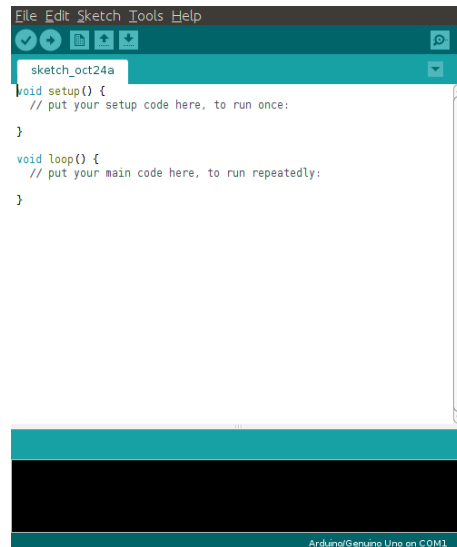 File Edit Sketch Tools Help
sketch_oct24a
void setup() {
  // put your setup code here, to run once:
}
void loop() {
  // put your main code here, to run repeatedly:
}
Arduino/Genuino Uno on COM1